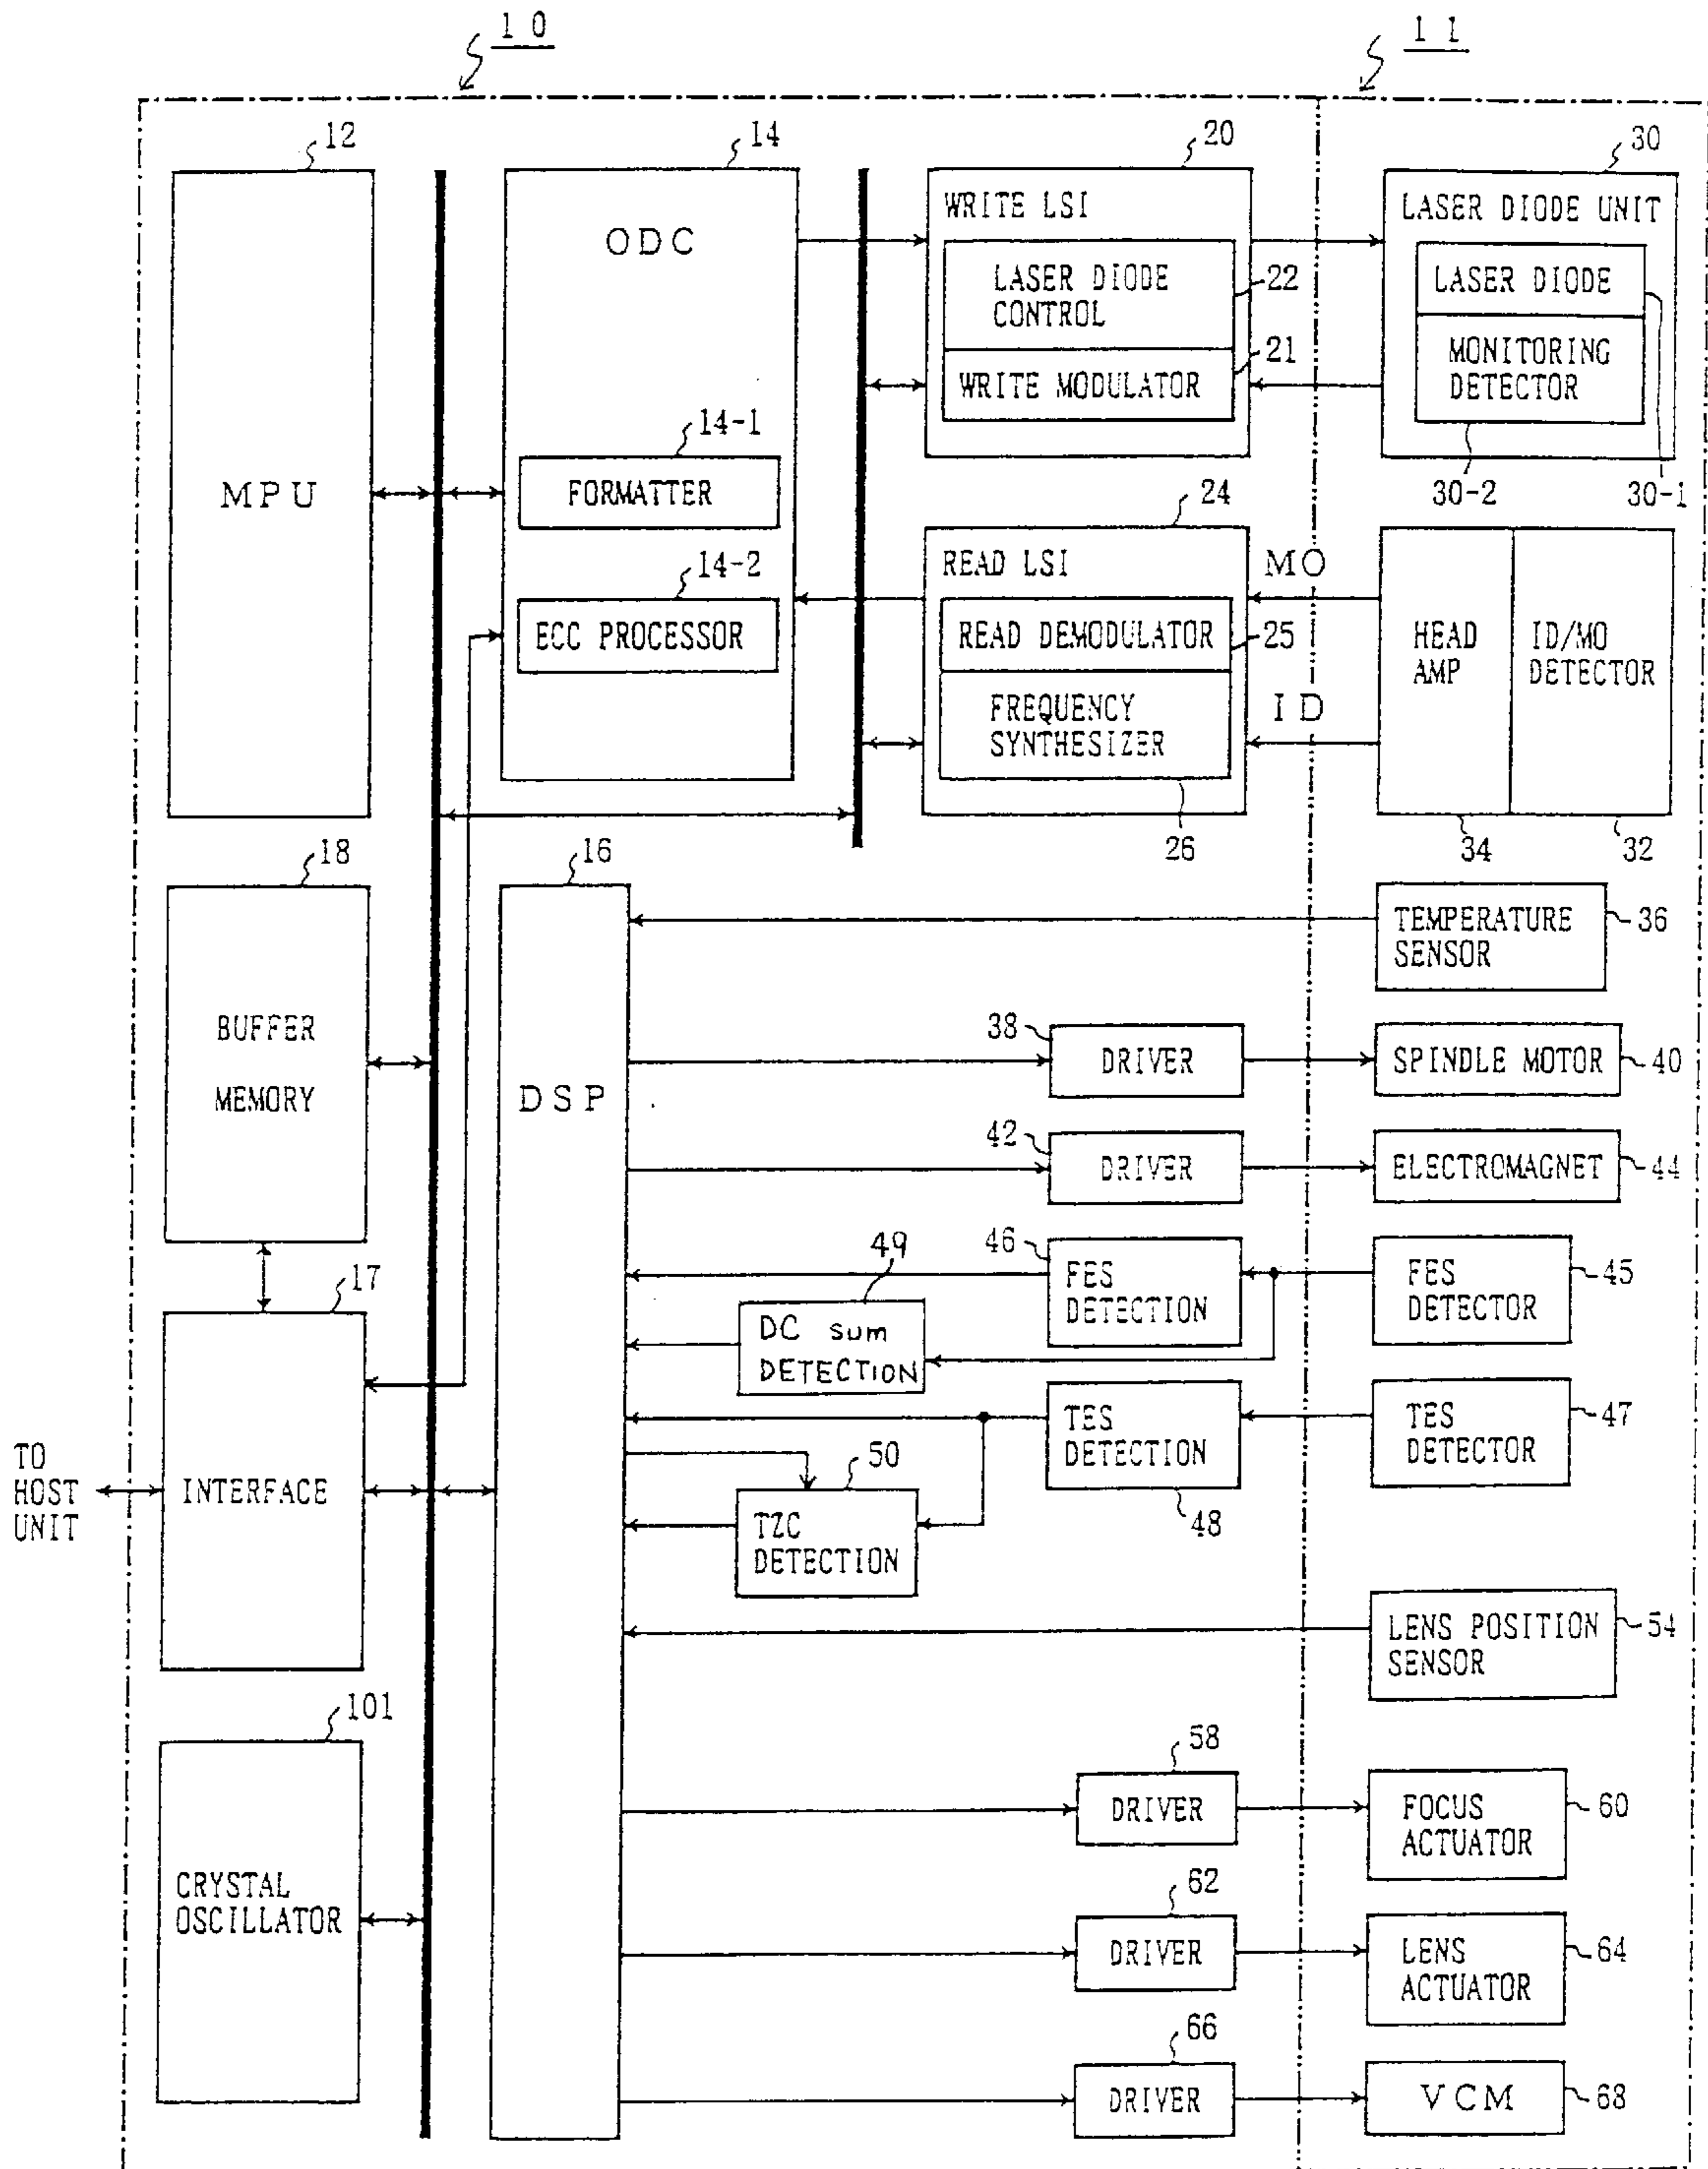 1 0
1 1
12
14
20
30
MPU
ODC
WRITE LSI
LASER DIODE
CONTROL
22
WRITE MODULATOR
21
LASER DIODE UNIT
LASER DIODE
MONITORING
DETECTOR
30-2
30-1
14-1
FORMATTER
14-2
ECC PROCESSOR
24
READ LSI
READ DEMODULATOR
25
FREQUENCY
SYNTHESIZER
26
MO
ID
HEAD
AMP
ID/MO
DETECTOR
34
32
18
BUFFER
MEMORY
16
DSP
TEMPERATURE
SENSOR
36
38
DRIVER
SPINDLE MOTOR
40
42
DRIVER
ELECTROMAGNET
44
46
FES
DETECTION
FES
DETECTOR
45
49
DC sum
DETECTION
17
INTERFACE
TO
HOST
UNIT
TES
DETECTION
48
TES
DETECTOR
47
50
TZC
DETECTION
LENS POSITION
SENSOR
54
101
CRYSTAL
OSCILLATOR
58
DRIVER
FOCUS
ACTUATOR
60
62
DRIVER
LENS
ACTUATOR
64
66
DRIVER
VCM
68